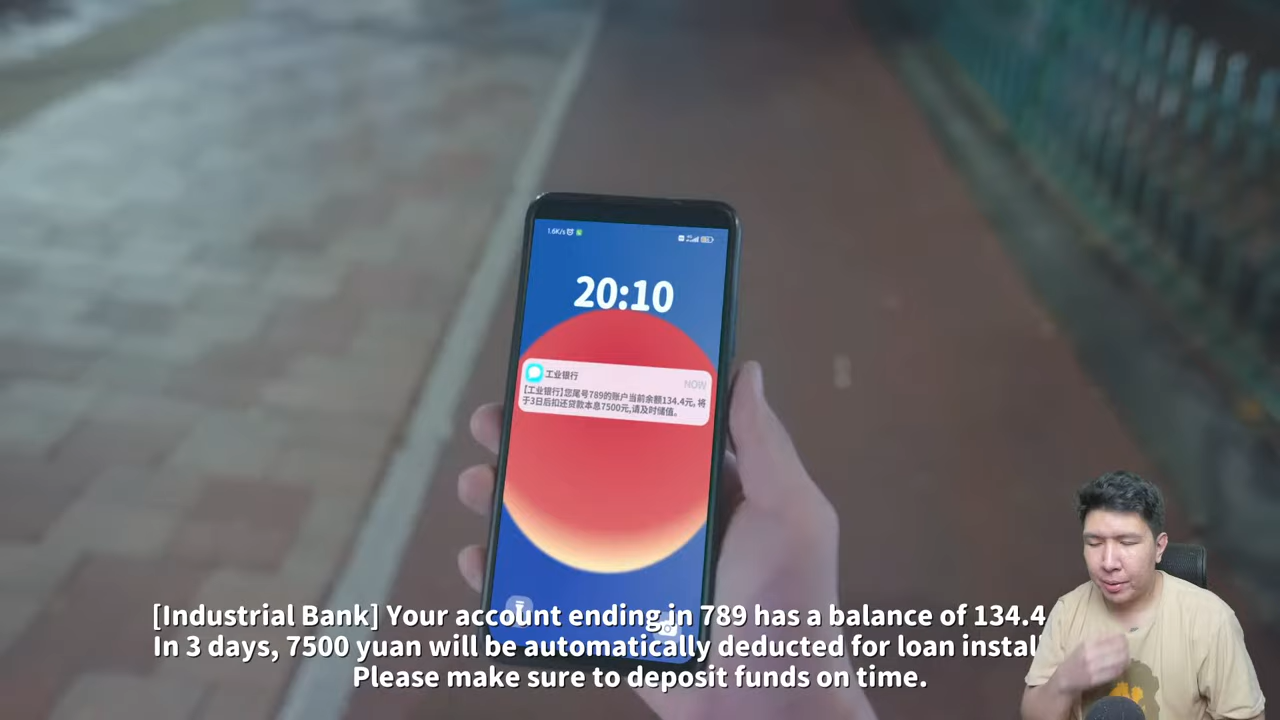 1.6K/s
20:10
工业银行
NOW
【工业银行】您尾号789的账户当前余额134.4元, 将
于3日后扣还贷款本息7500元,请及时储值。
[Industrial Bank] Your account ending in 789 has a balance of 134.4
In 3 days, 7500 yuan will be automatically deducted for loan instal
Please make sure to deposit funds on time.